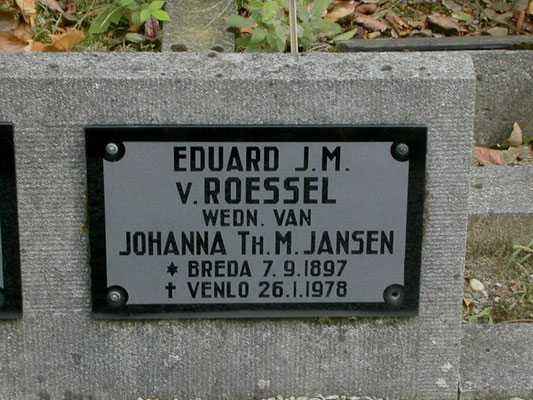 EDUARD J.M.
v. ROESSEL
WEDN. VAN
JOHANNA TH. M. JANSEN
* BREDA 7.9.1897
† VENLO 26.1.1978